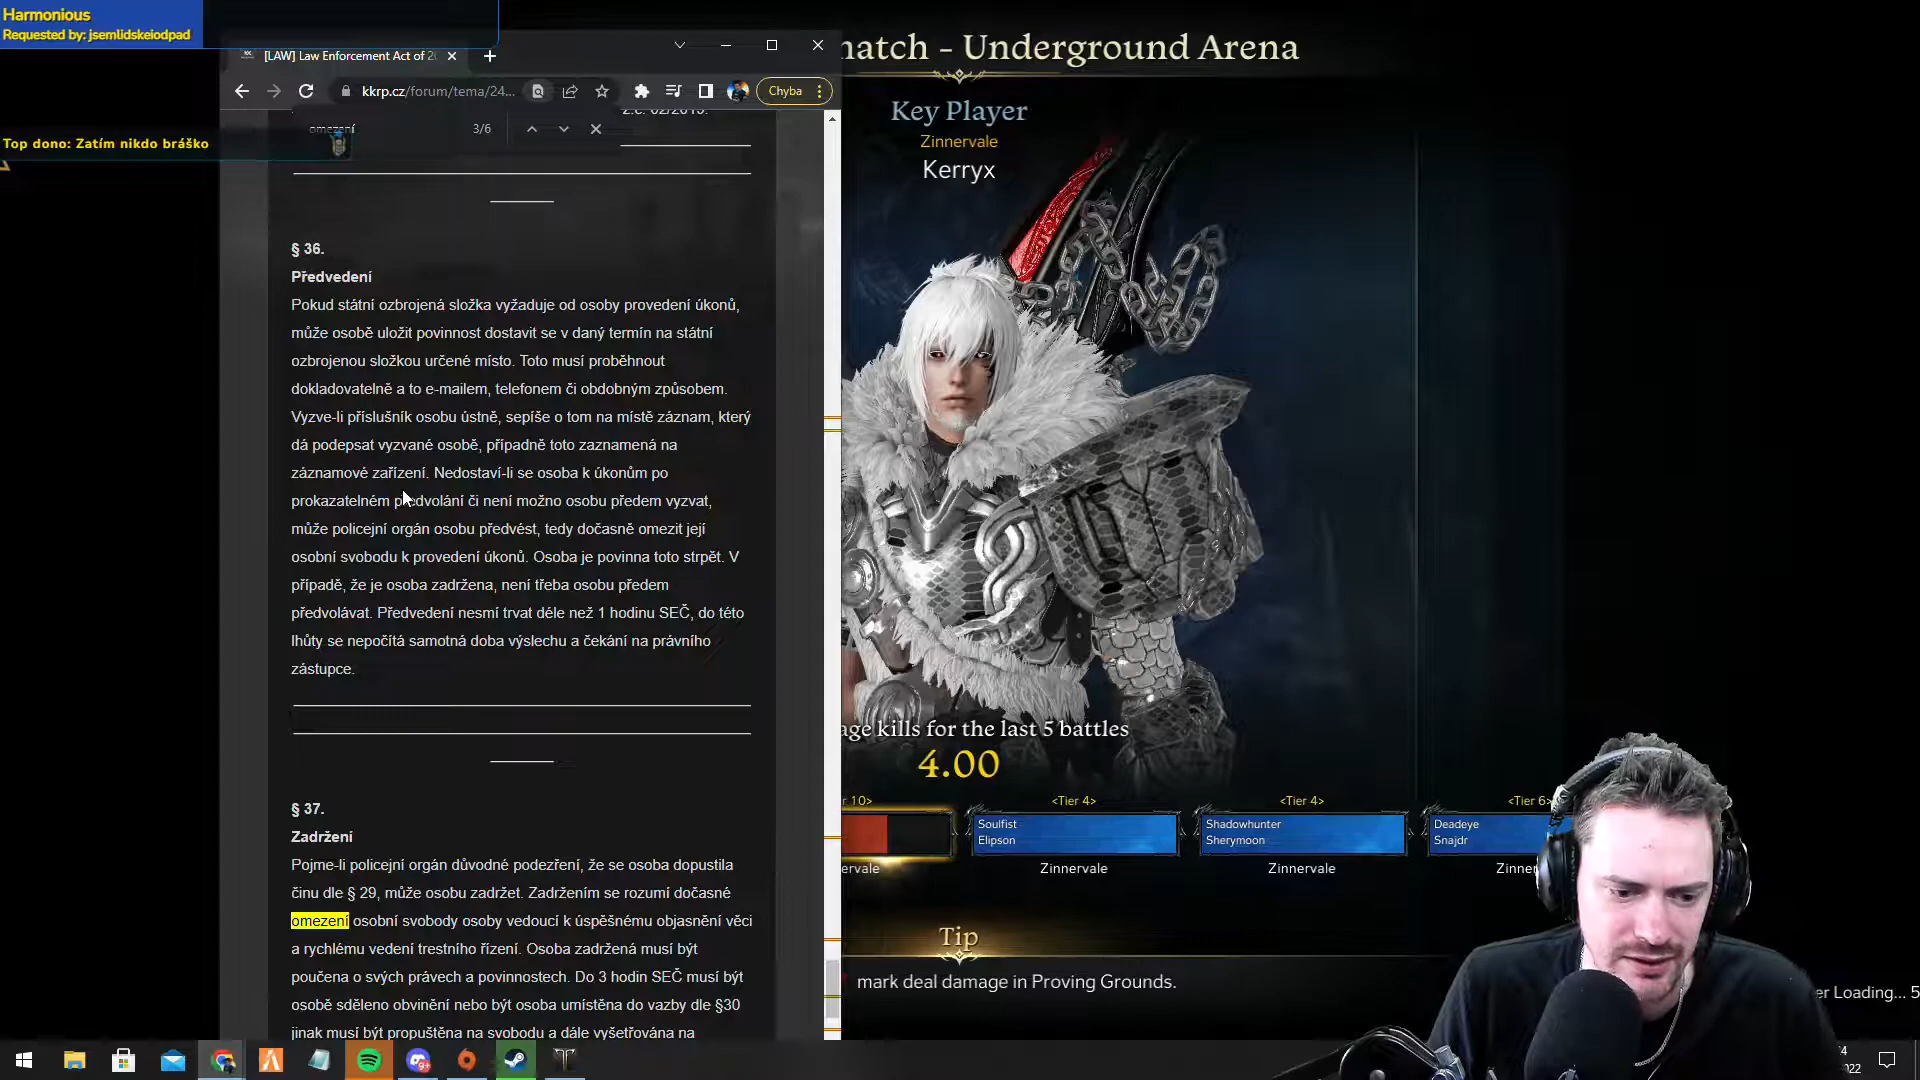 Harmonious
Requested by: jsemlidskeiodpad
Top dono: Zatím nikdo bráško
[LAW] Law Enforcement Act of 2
kkrp.cz/forum/tema/24...
Chyba
omezení
3/6
§ 36.
Předvedení
Pokud státní ozbrojená složka vyžaduje od osoby provedení úkonů,
může osobě uložit povinnost dostavit se v daný termín na státní
ozbrojenou složkou určené místo. Toto musí proběhnout
dokladovatelně a to e-mailem, telefonem či obdobným způsobem.
Vyzve-li příslušník osobu ústně, sepíše o tom na místě záznam, který
dá podepsat vyzvané osobě, případně toto zaznamená na
záznamové zařízení. Nedostaví-li se osoba k úkonům po
prokazatelném předvolání či není možno osobu předem vyzvat,
může policejní orgán osobu předvést, tedy dočasně omezit její
osobní svobodu k provedení úkonů. Osoba je povinna toto strpět. V
případě, že je osoba zadržena, není třeba osobu předem
předvolávat. Předvedení nesmí trvat déle než 1 hodinu SEČ, do této
lhůty se nepočítá samotná doba výslechu a čekání na právního
zástupce.
§ 37.
Zadržení
Pojme-li policejní orgán důvodné podezření, že se osoba dopustila
činu dle § 29, může osobu zadržet. Zadržením se rozumí dočasné
omezení osobní svobody osoby vedoucí k úspěšnému objasnění věci
a rychlému vedení trestního řízení. Osoba zadržená musí být
poučena o svých právech a povinnostech. Do 3 hodin SEČ musí být
osobě sděleno obvinění nebo být osoba umístěna do vazby dle §30
jinak musí být propuštěna na svobodu a dále vyšetřována na
match - Underground Arena
Key Player
Zinnervale
Kerryx
age kills for the last 5 battles
4.00
10>
ervale
<Tier 4>
Soulfist
Elipson
Zinnervale
<Tier 4>
Shadowhunter
Sherymoon
Zinnervale
<Tier 6>
Deadeye
Snajdr
Zinner
Tip
mark deal damage in Proving Grounds.
er Loading... 5
9+
4
2022